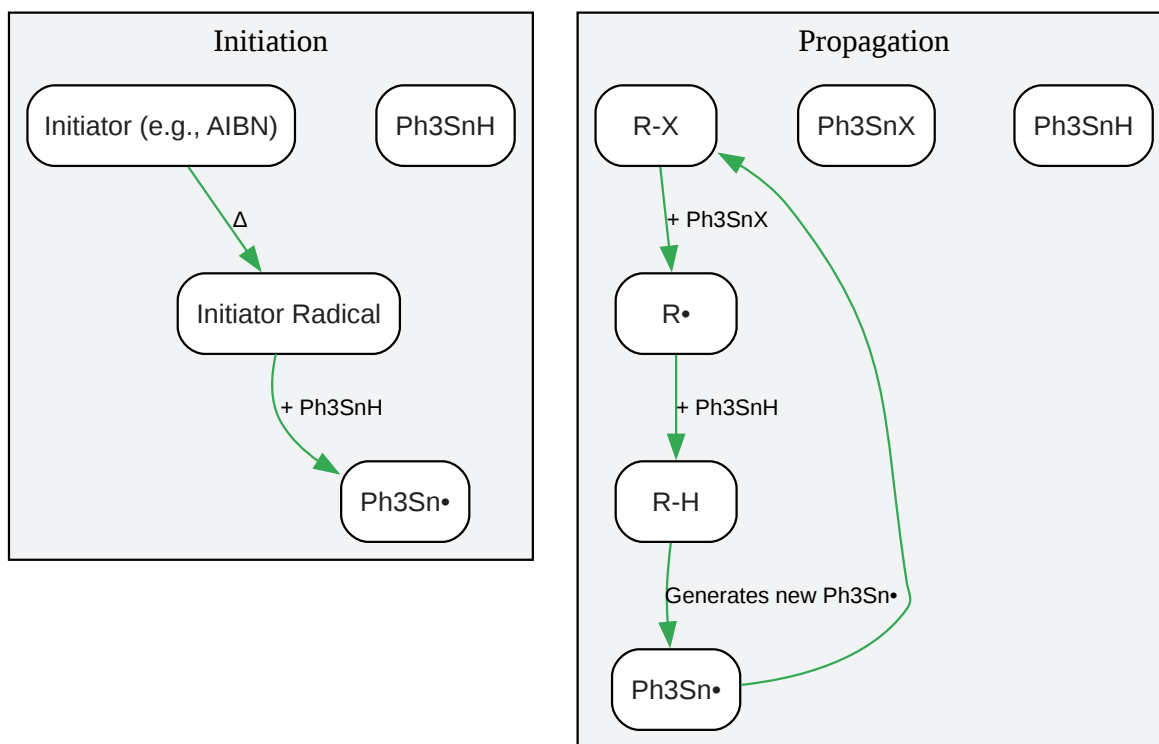 Initiation
Initiator (e.g., AIBN)
Ph3SnH
Δ
Initiator Radical
+ Ph3SnH
Ph3Sn•
Propagation
R-X
Ph3SnX
Ph3SnH
+ Ph3SnX
R•
+ Ph3SnH
R-H
Generates new Ph3Sn•
Ph3Sn•